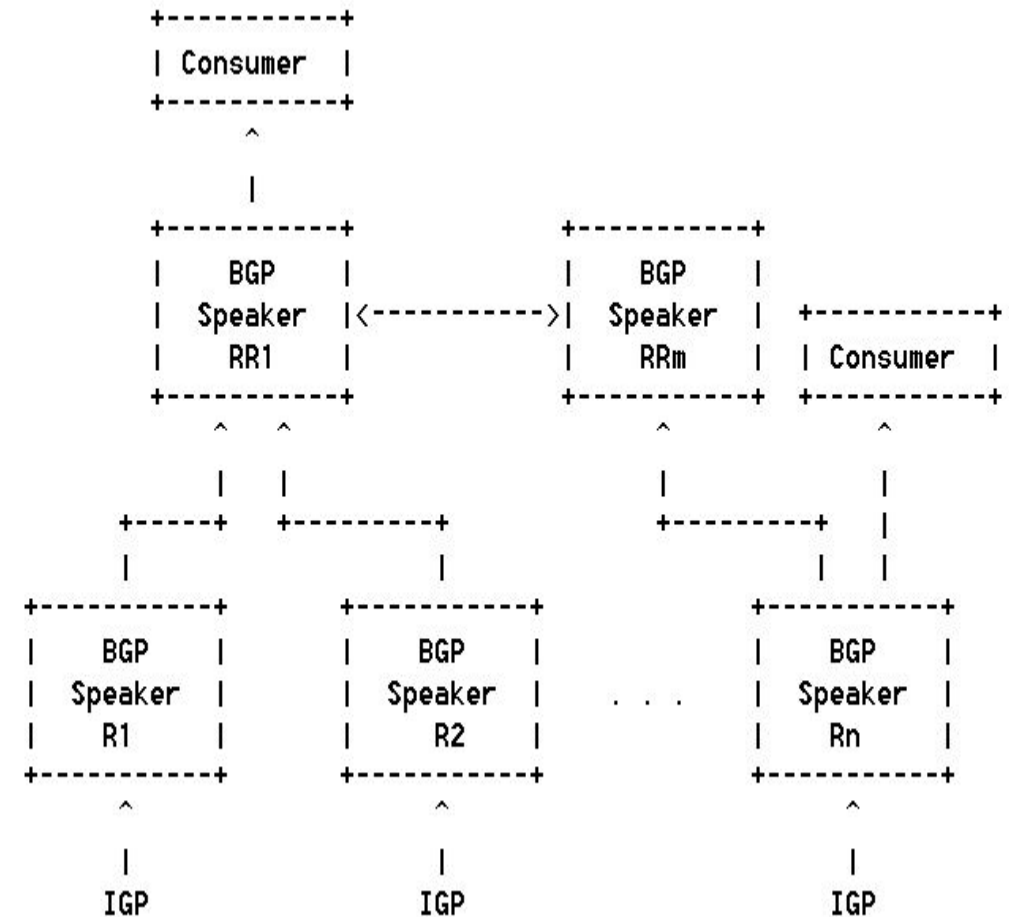 Consumer
BGP
Speaker
RR1
BGP
Speaker
RRm
Consumer
BGP
Speaker
R1
BGP
Speaker
R2
. . .
BGP
Speaker
Rn
IGP
IGP
IGP